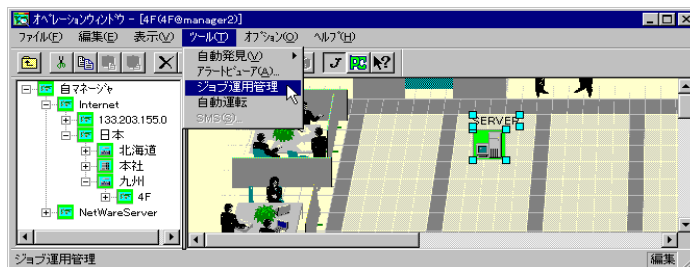 ｵﾍﾟﾚｰｼｮﾝｳｨﾝﾄﾞｳ - [4F(4F@manager2)]
ﾌｧｲﾙ(F) 編集(E) 表示(V) ﾂｰﾙ(T) ｵﾌﾟｼｮﾝ(O) ﾍﾙﾌﾟ(H)
自動発見(V)
ｱﾗｰﾄﾋﾞｭｰｱ(A)...
ジョブ運用管理
自動運転
SMS(S)...
J PC
自ﾏﾈｰｼﾞｬ
Internet
133.203.155.0
日本
北海道
本社
九州
4F
NetWareServer
SERVER
ジョブ運用管理
編集